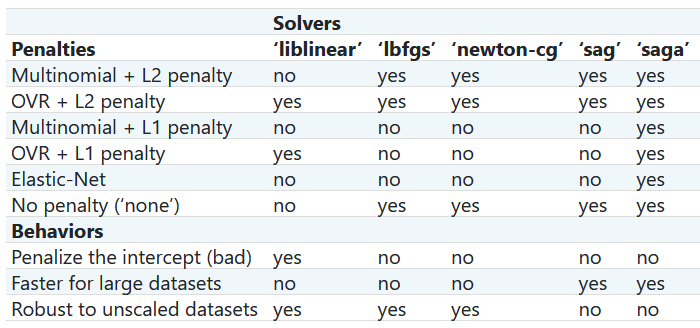 Solvers
Penalties ‘liblinear’ ‘lbfgs’ ‘newton-cg’ ‘sag’ ‘saga’
Multinomial + L2 penalty no yes yes yes yes
OVR + L2 penalty yes yes yes yes yes
Multinomial + L1 penalty no no no no yes
OVR + L1 penalty yes no no no yes
Elastic-Net no no no no yes
No penalty (‘none’) no yes yes yes yes
Behaviors
Penalize the intercept (bad) yes no no no no
Faster for large datasets no no no yes yes
Robust to unscaled datasets yes yes yes no no